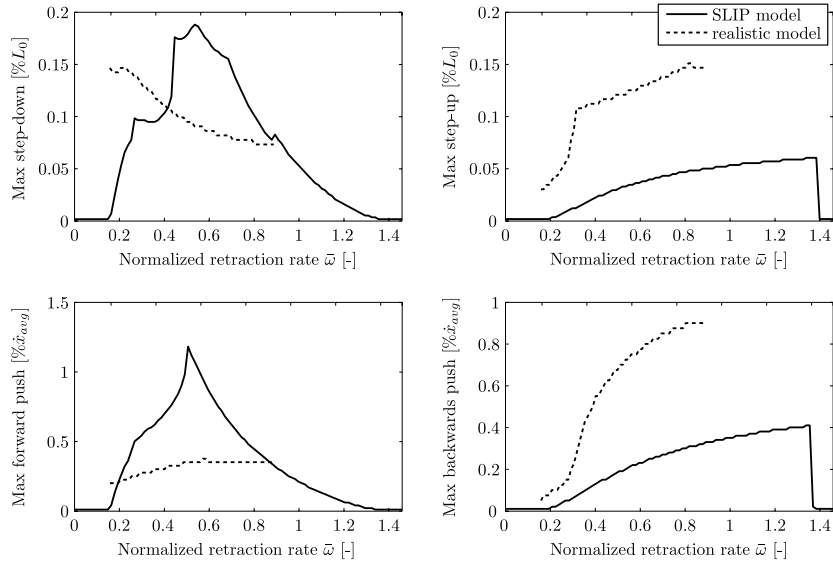 SLIP model
realistic model
Max step-down [%L₀]
0.2
0.15
0.1
0.05
0
0 0.2 0.4 0.6 0.8 1 1.2 1.4
Normalized retraction rate ω̄ [-]
Max step-up [%L₀]
0.2
0.15
0.1
0.05
0
0 0.2 0.4 0.6 0.8 1 1.2 1.4
Normalized retraction rate ω̄ [-]
Max forward push [%ẋ_avg]
1.5
1
0.5
0
0 0.2 0.4 0.6 0.8 1 1.2 1.4
Normalized retraction rate ω̄ [-]
Max backwards push [%ẋ_avg]
1
0.8
0.6
0.4
0.2
0
0 0.2 0.4 0.6 0.8 1 1.2 1.4
Normalized retraction rate ω̄ [-]